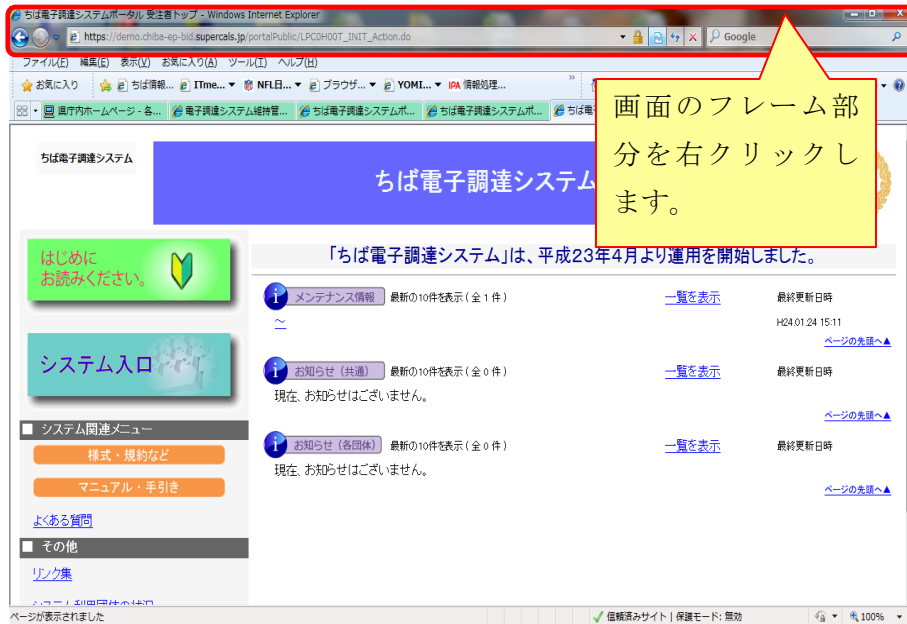 ちば電子調達システムポータル 受注者トップ - Windows Internet Explorer
https://demo.chiba-ep-bid.supercals.jp/portalPublic/LPC0H00T_INIT_Action.do
Google
ファイル(F) 編集(E) 表示(V) お気に入り(A) ツール(T) ヘルプ(H)
お気に入り ちば情報... ITme... NFL日... ブラウザ... YOMI... IPA 情報処理... »
県庁内ホームページ - 各... 電子調達システム維持管... ちば電子調達システムポ... ちば電子調達システムポ... ちば電
画面のフレーム部
分を右クリックし
ます。
ちば電子調達システム
ちば電子調達システム
はじめに
お読みください。
「ちば電子調達システム」は、平成23年4月より運用を開始しました。
メンテナンス情報 最新の10件を表示(全1件) 一覧を表示 最終更新日時
～ H24.01.24 15:11
ページの先頭へ▲
システム入口
お知らせ（共通） 最新の10件を表示(全0件) 一覧を表示 最終更新日時
現在、お知らせはございません。
ページの先頭へ▲
■ システム関連メニュー
お知らせ（各団体） 最新の10件を表示(全0件) 一覧を表示 最終更新日時
様式・規約など
現在、お知らせはございません。
マニュアル・手引き
ページの先頭へ▲
よくある質問
■ その他
リンク集
ページが表示されました 信頼済みサイト | 保護モード: 無効 100%